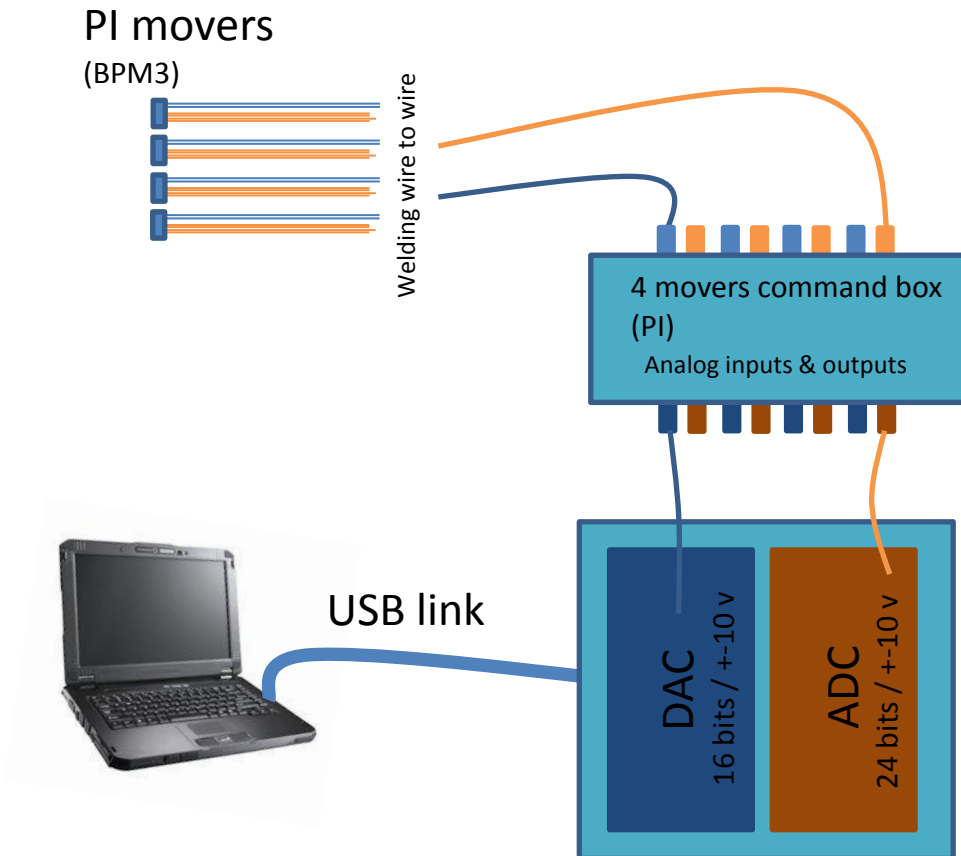 PI movers
(BPM3)
Welding wire to wire
4 movers command box
(PI)
Analog inputs & outputs
USB link
DAC
16 bits / +-10 v
ADC
24 bits / +-10 v